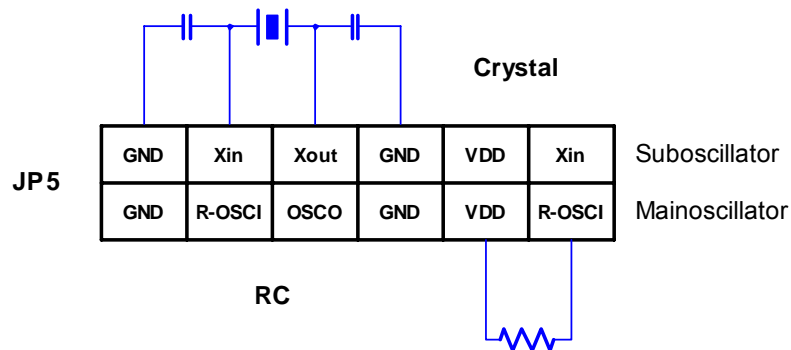 Crystal
GND Xin Xout GND VDD Xin Suboscillator
JP5
GND R-OSCI OSCO GND VDD R-OSCI Mainoscillator
RC